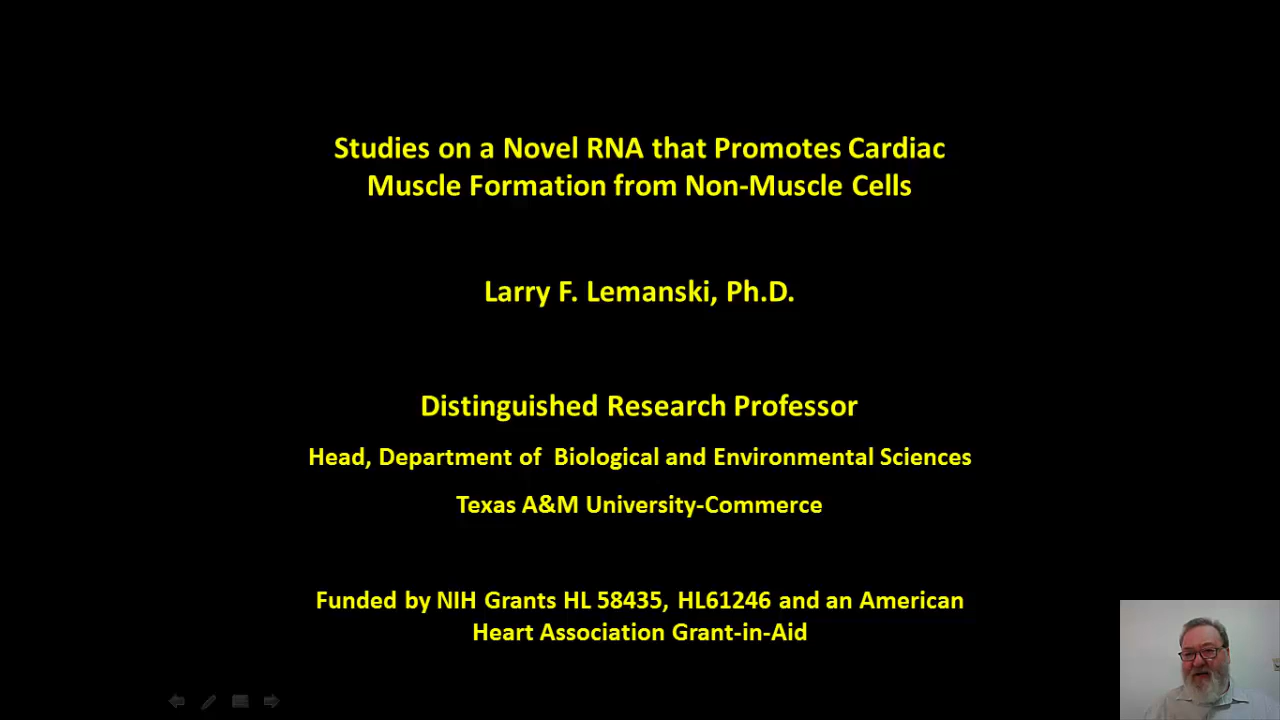 Studies on a Novel RNA that Promotes Cardiac
Muscle Formation from Non-Muscle Cells
Larry F. Lemanski, Ph.D.
Distinguished Research Professor
Head, Department of Biological and Environmental Sciences
Texas A&M University-Commerce
Funded by NIH Grants HL 58435, HL61246 and an American
Heart Association Grant-in-Aid